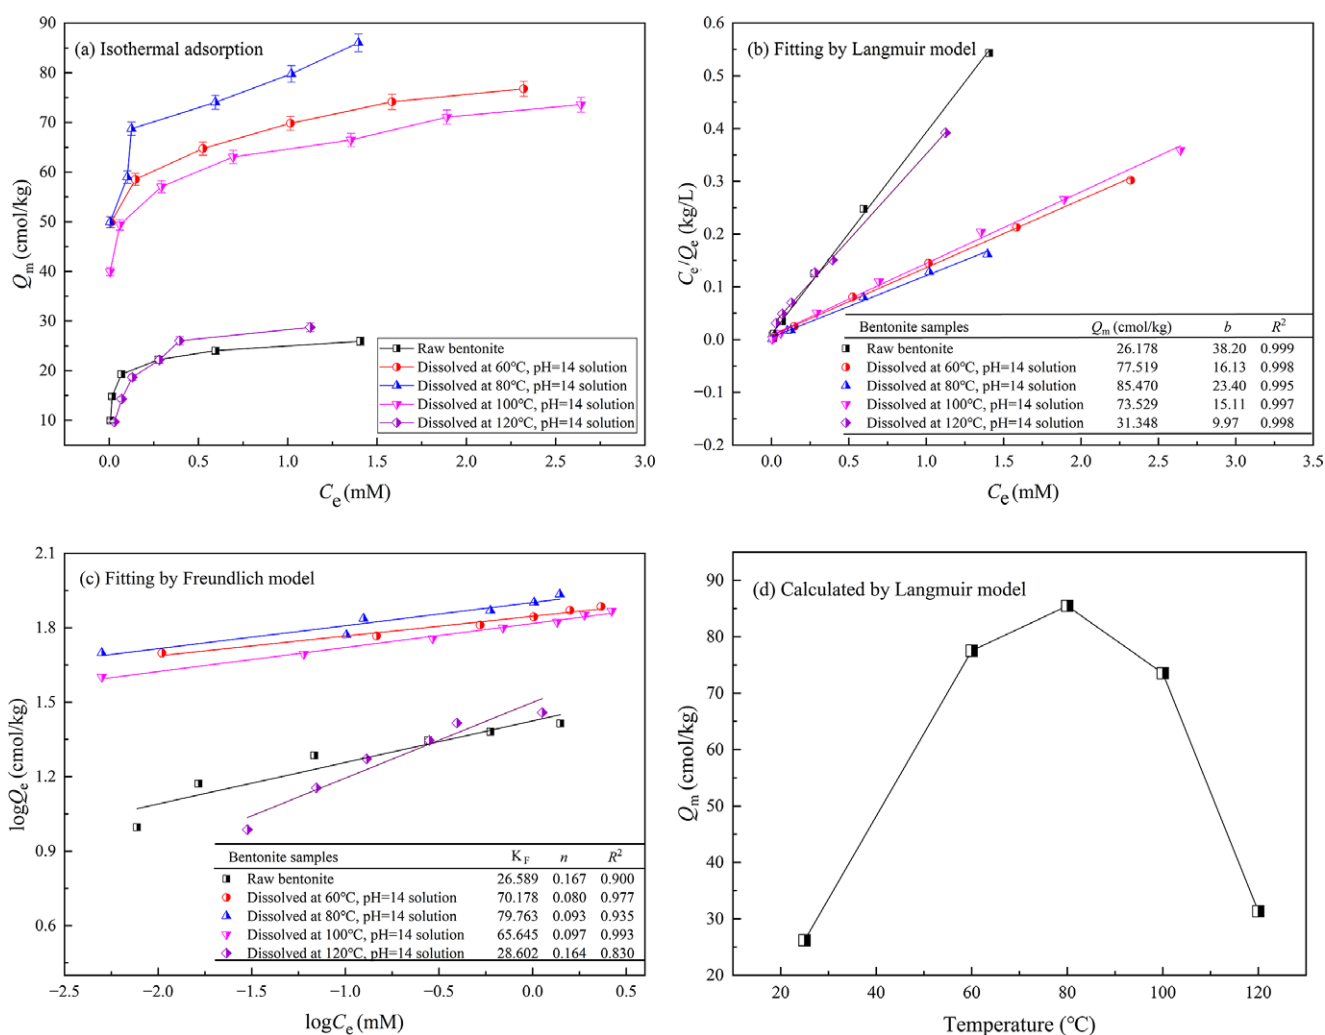 (a) Isothermal adsorption
90
80
70
60
50
40
30
20
10
Qm (cmol/kg)
Raw bentonite
Dissolved at 60℃, pH=14 solution
Dissolved at 80℃, pH=14 solution
Dissolved at 100℃, pH=14 solution
Dissolved at 120℃, pH=14 solution
0.0 0.5 1.0 1.5 2.0 2.5 3.0
Ce (mM)
(b) Fitting by Langmuir model
0.6
0.5
0.4
0.3
0.2
0.1
0.0
−0.1
−0.2
Ce/Qe (kg/L)
Bentonite samples Qm (cmol/kg) b R2
Raw bentonite 26.178 38.20 0.999
Dissolved at 60℃, pH=14 solution 77.519 16.13 0.998
Dissolved at 80℃, pH=14 solution 85.470 23.40 0.995
Dissolved at 100℃, pH=14 solution 73.529 15.11 0.997
Dissolved at 120℃, pH=14 solution 31.348 9.97 0.998
0.0 0.5 1.0 1.5 2.0 2.5 3.0 3.5
Ce (mM)
(c) Fitting by Freundlich model
2.1
1.8
1.5
1.2
0.9
0.6
logQe (cmol/kg)
Bentonite samples KF n R2
Raw bentonite 26.589 0.167 0.900
Dissolved at 60℃, pH=14 solution 70.178 0.080 0.977
Dissolved at 80℃, pH=14 solution 79.763 0.093 0.935
Dissolved at 100℃, pH=14 solution 65.645 0.097 0.993
Dissolved at 120℃, pH=14 solution 28.602 0.164 0.830
−2.5 −2.0 −1.5 −1.0 −0.5 0.0 0.5
logCe (mM)
(d) Calculated by Langmuir model
90
80
70
60
50
40
30
20
Qm (cmol/kg)
20 40 60 80 100 120
Temperature (℃)